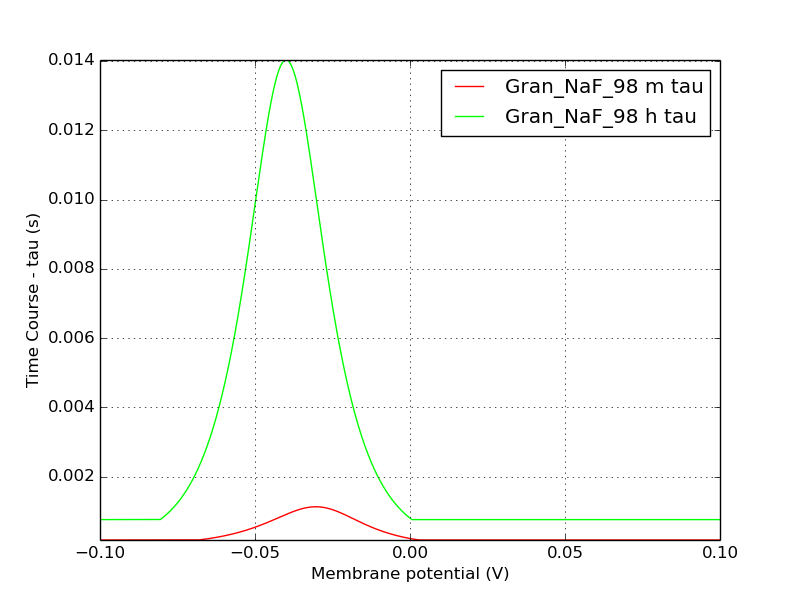 0.014
0.012
0.010
0.008
0.006
0.004
0.002
Time Course - tau (s)
Gran_NaF_98 m tau
Gran_NaF_98 h tau
−0.10 −0.05 0.00 0.05 0.10
Membrane potential (V)